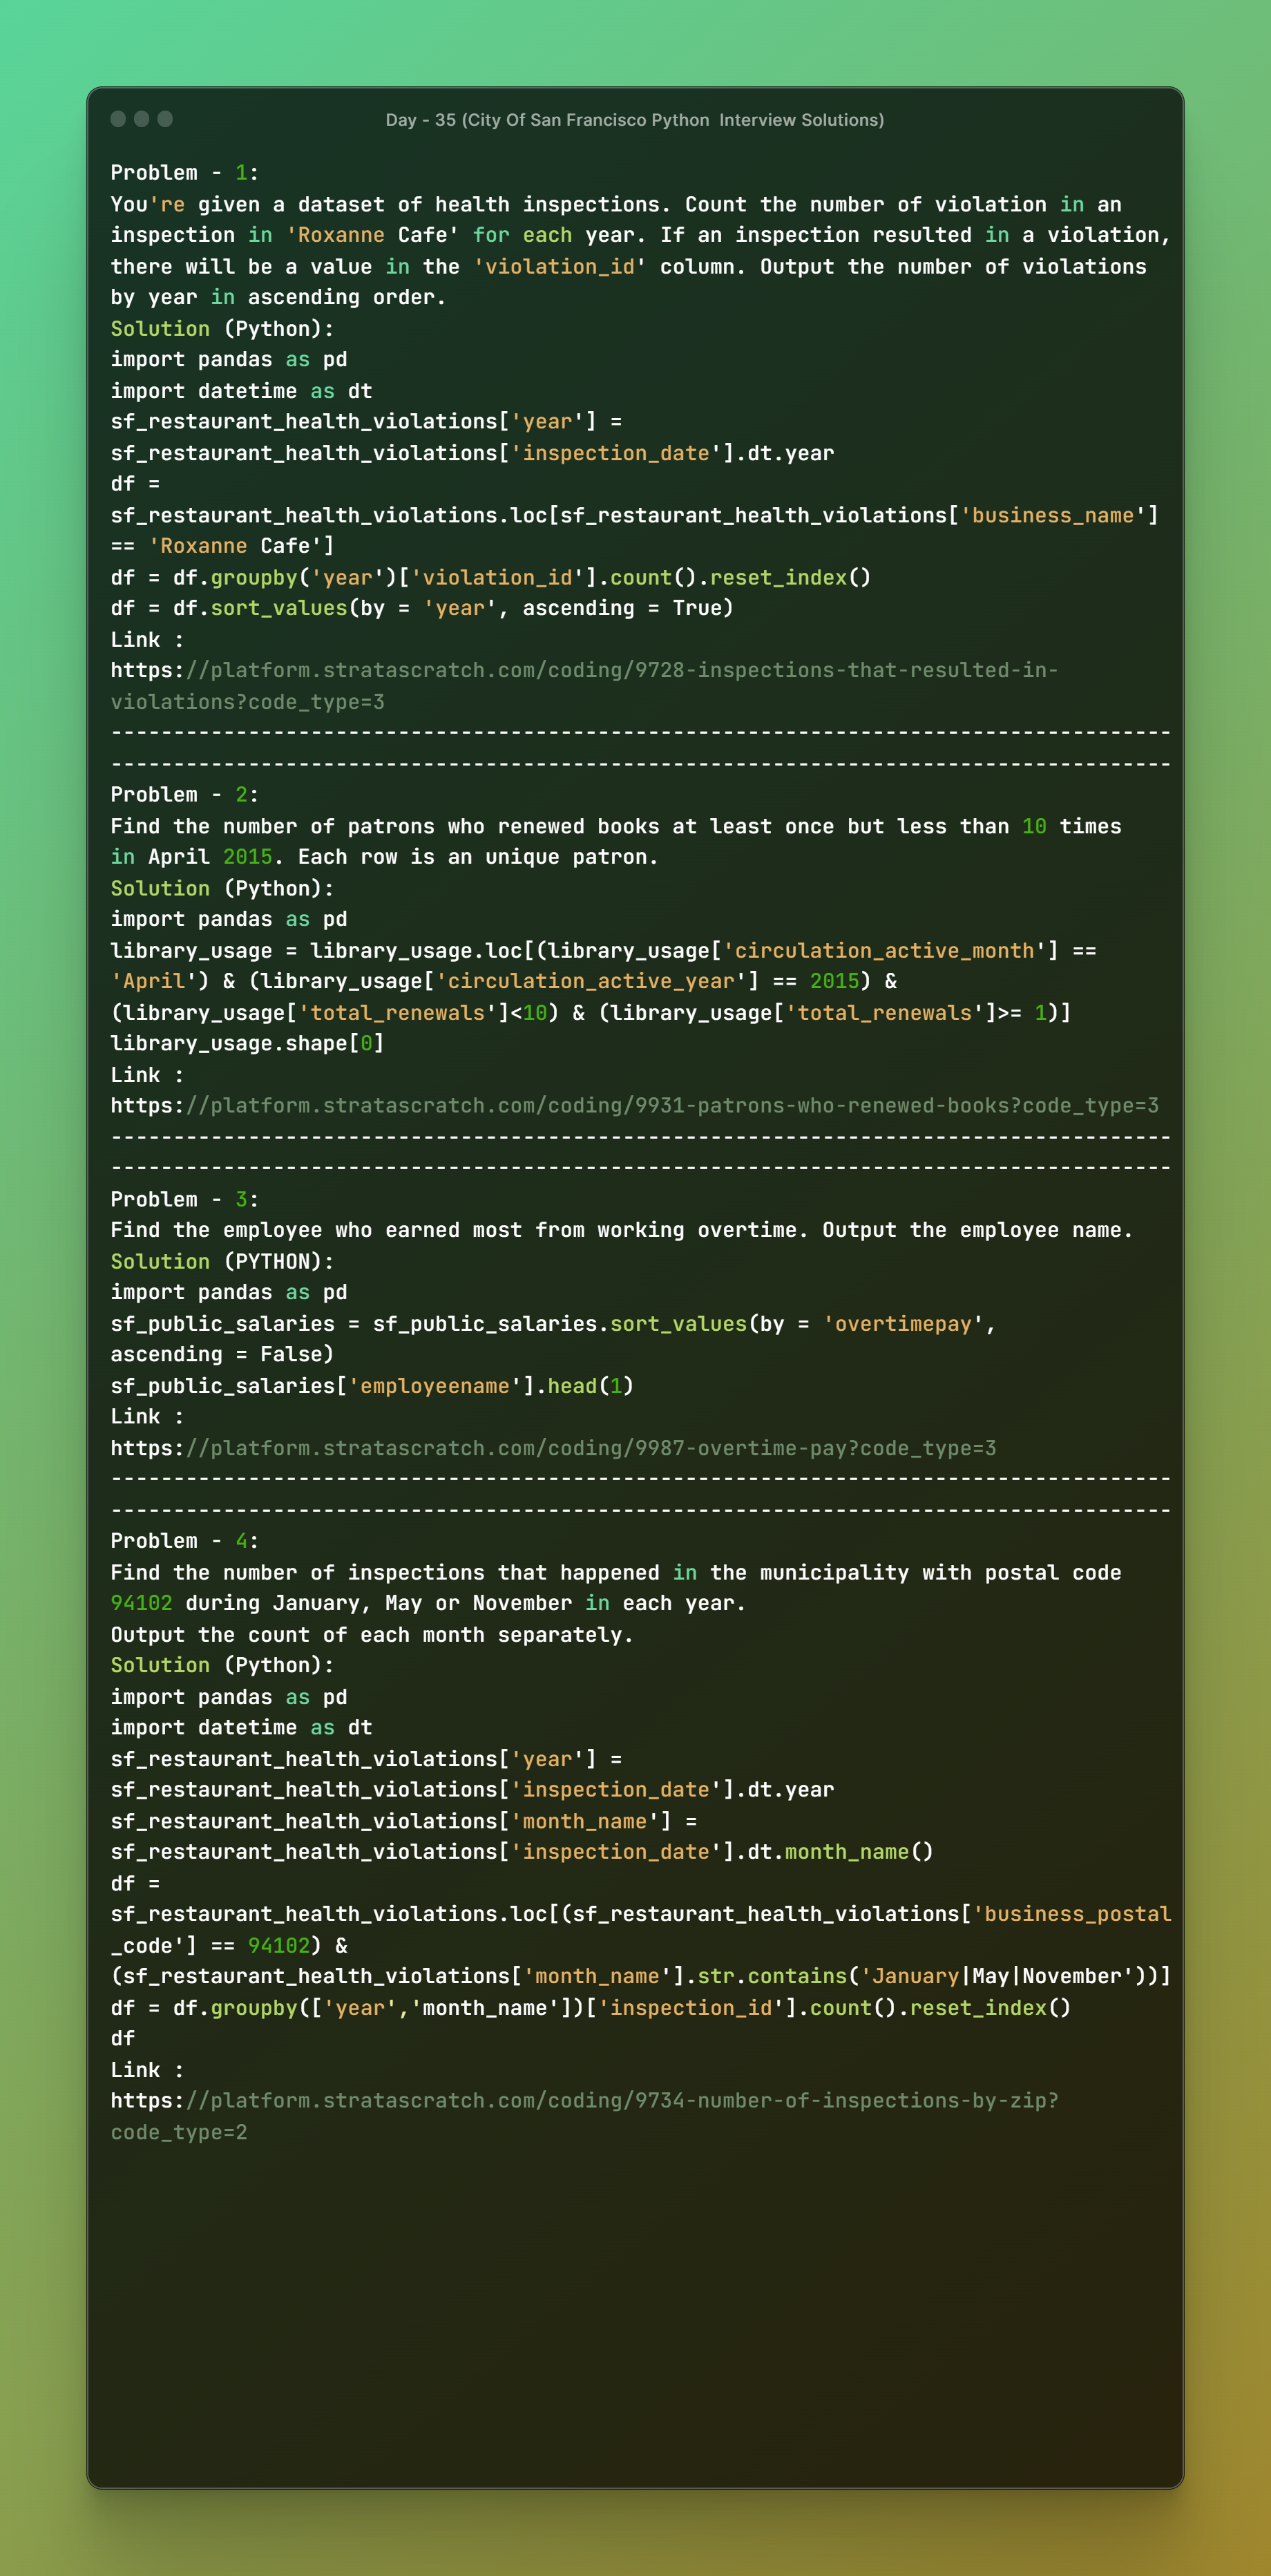 Day - 35 (City Of San Francisco Python  Interview Solutions)
Problem - 1:
You're given a dataset of health inspections. Count the number of violation in an
inspection in 'Roxanne Cafe' for each year. If an inspection resulted in a violation,
there will be a value in the 'violation_id' column. Output the number of violations
by year in ascending order.
Solution (Python):
import pandas as pd
import datetime as dt
sf_restaurant_health_violations['year'] =
sf_restaurant_health_violations['inspection_date'].dt.year
df =
sf_restaurant_health_violations.loc[sf_restaurant_health_violations['business_name']
== 'Roxanne Cafe']
df = df.groupby('year')['violation_id'].count().reset_index()
df = df.sort_values(by = 'year', ascending = True)
Link :
https://platform.stratascratch.com/coding/9728-inspections-that-resulted-in-
violations?code_type=3
-------------------------------------------------------------------------------------
-------------------------------------------------------------------------------------
Problem - 2:
Find the number of patrons who renewed books at least once but less than 10 times
in April 2015. Each row is an unique patron.
Solution (Python):
import pandas as pd
library_usage = library_usage.loc[(library_usage['circulation_active_month'] ==
'April') & (library_usage['circulation_active_year'] == 2015) &
(library_usage['total_renewals']<10) & (library_usage['total_renewals']>= 1)]
library_usage.shape[0]
Link :
https://platform.stratascratch.com/coding/9931-patrons-who-renewed-books?code_type=3
-------------------------------------------------------------------------------------
-------------------------------------------------------------------------------------
Problem - 3:
Find the employee who earned most from working overtime. Output the employee name.
Solution (PYTHON):
import pandas as pd
sf_public_salaries = sf_public_salaries.sort_values(by = 'overtimepay',
ascending = False)
sf_public_salaries['employeename'].head(1)
Link :
https://platform.stratascratch.com/coding/9987-overtime-pay?code_type=3
-------------------------------------------------------------------------------------
-------------------------------------------------------------------------------------
Problem - 4:
Find the number of inspections that happened in the municipality with postal code
94102 during January, May or November in each year.
Output the count of each month separately.
Solution (Python):
import pandas as pd
import datetime as dt
sf_restaurant_health_violations['year'] =
sf_restaurant_health_violations['inspection_date'].dt.year
sf_restaurant_health_violations['month_name'] =
sf_restaurant_health_violations['inspection_date'].dt.month_name()
df =
sf_restaurant_health_violations.loc[(sf_restaurant_health_violations['business_postal
_code'] == 94102) &
(sf_restaurant_health_violations['month_name'].str.contains('January|May|November'))]
df = df.groupby(['year','month_name'])['inspection_id'].count().reset_index()
df
Link :
https://platform.stratascratch.com/coding/9734-number-of-inspections-by-zip?
code_type=2